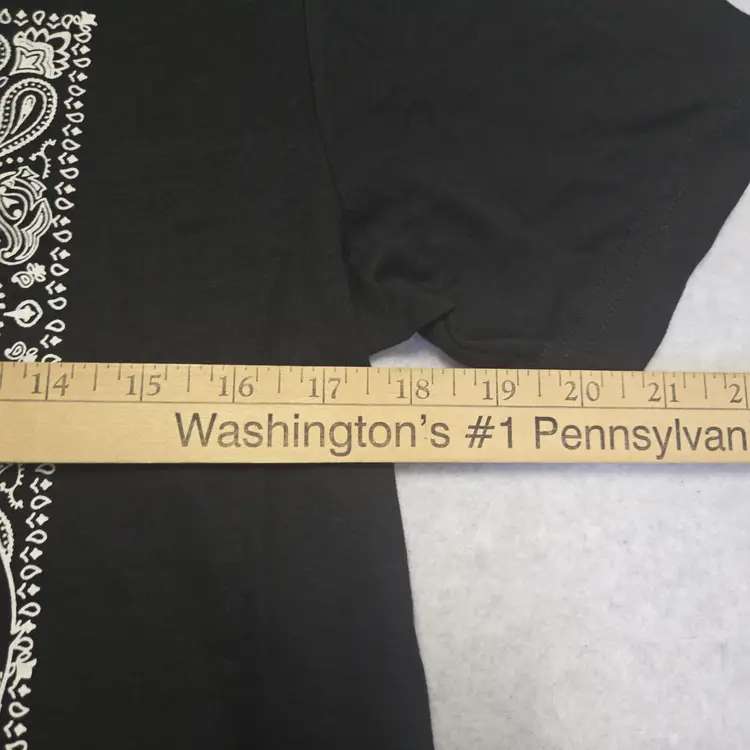 14 15 16 17 18 19 20 21 2
Washington's #1 Pennsylvan